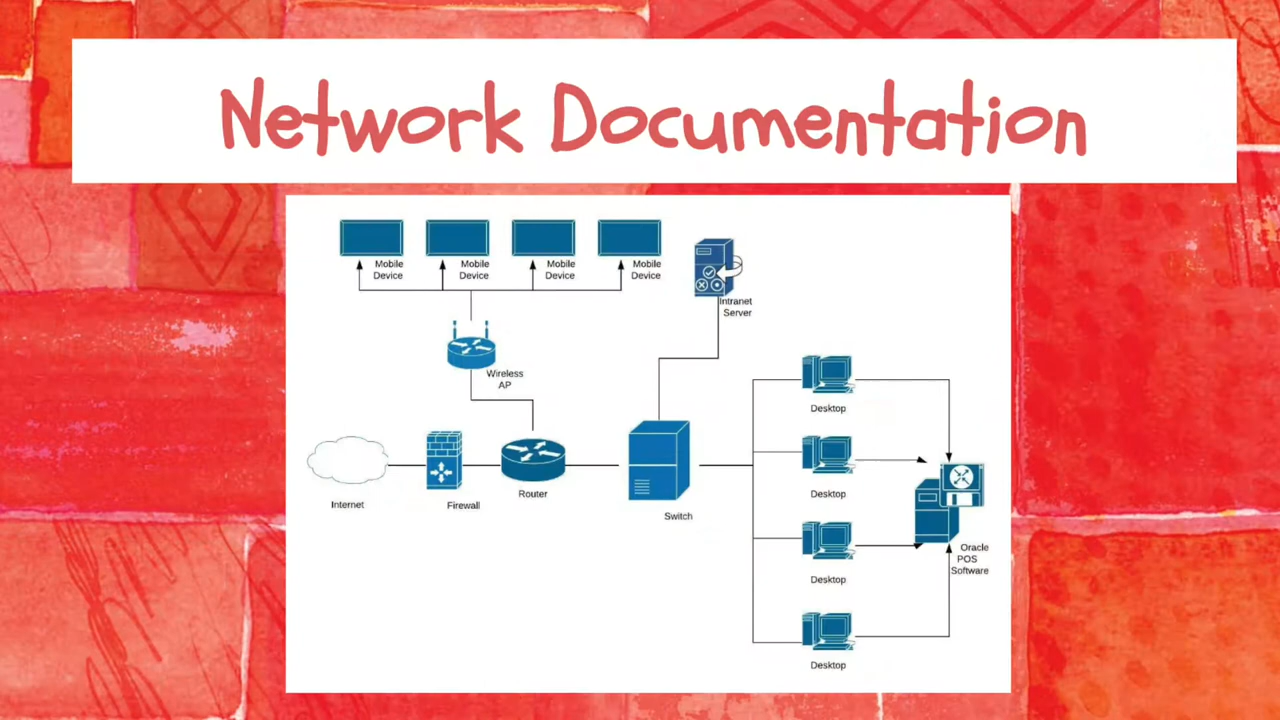 Network Documentation
Mobile
Device
Mobile
Device
Mobile
Device
Mobile
Device
Intranet
Server
Wireless
AP
Desktop
Desktop
Desktop
Desktop
Internet
Firewall
Router
Switch
Oracle
POS
Software